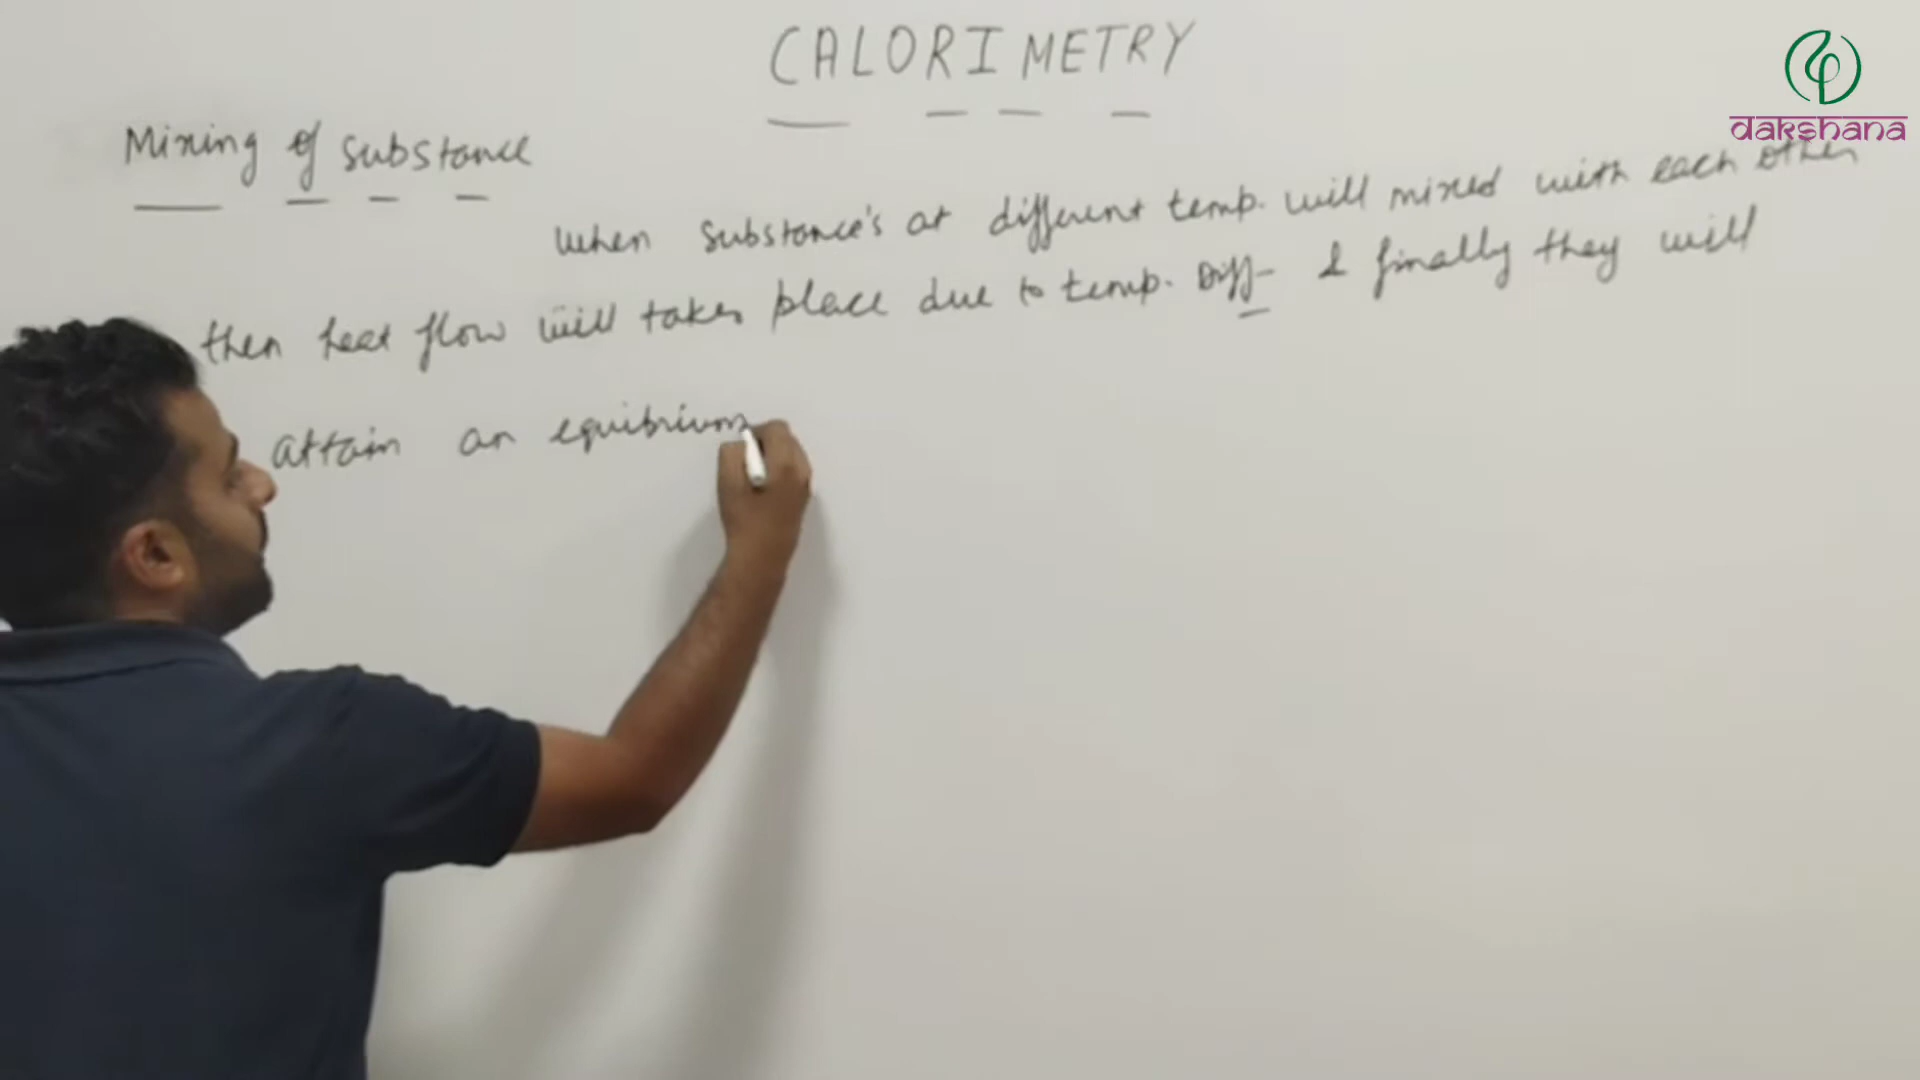 CALORIMETRY
dakshana
Mixing of substance
When substance's at different temp. will mixed with each other
then heat flow will takes place due to temp. Diff- & finally they will
attain an equibrium